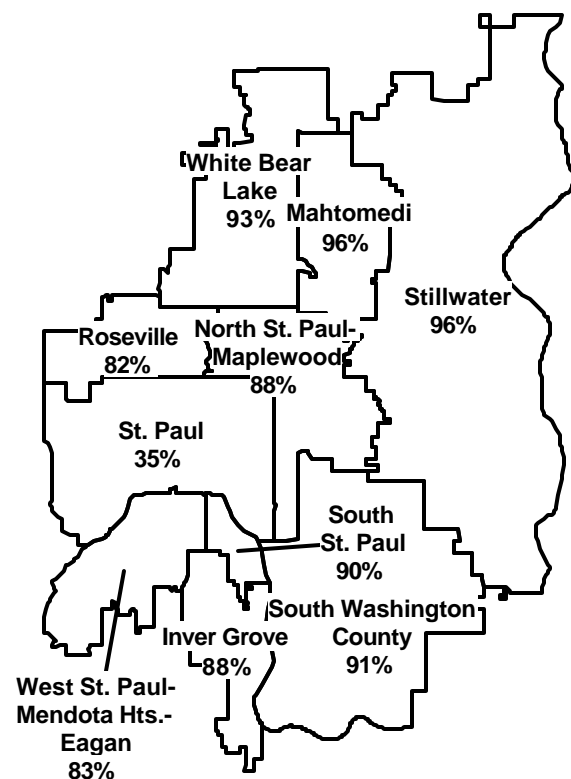 White Bear
Lake
93%
Mahtomedi
96%
Stillwater
96%
Roseville
82%
North St. Paul-
Maplewood
88%
St. Paul
35%
South
St. Paul
90%
South Washington
County
91%
Inver Grove
88%
West St. Paul-
Mendota Hts.-
Eagan
83%